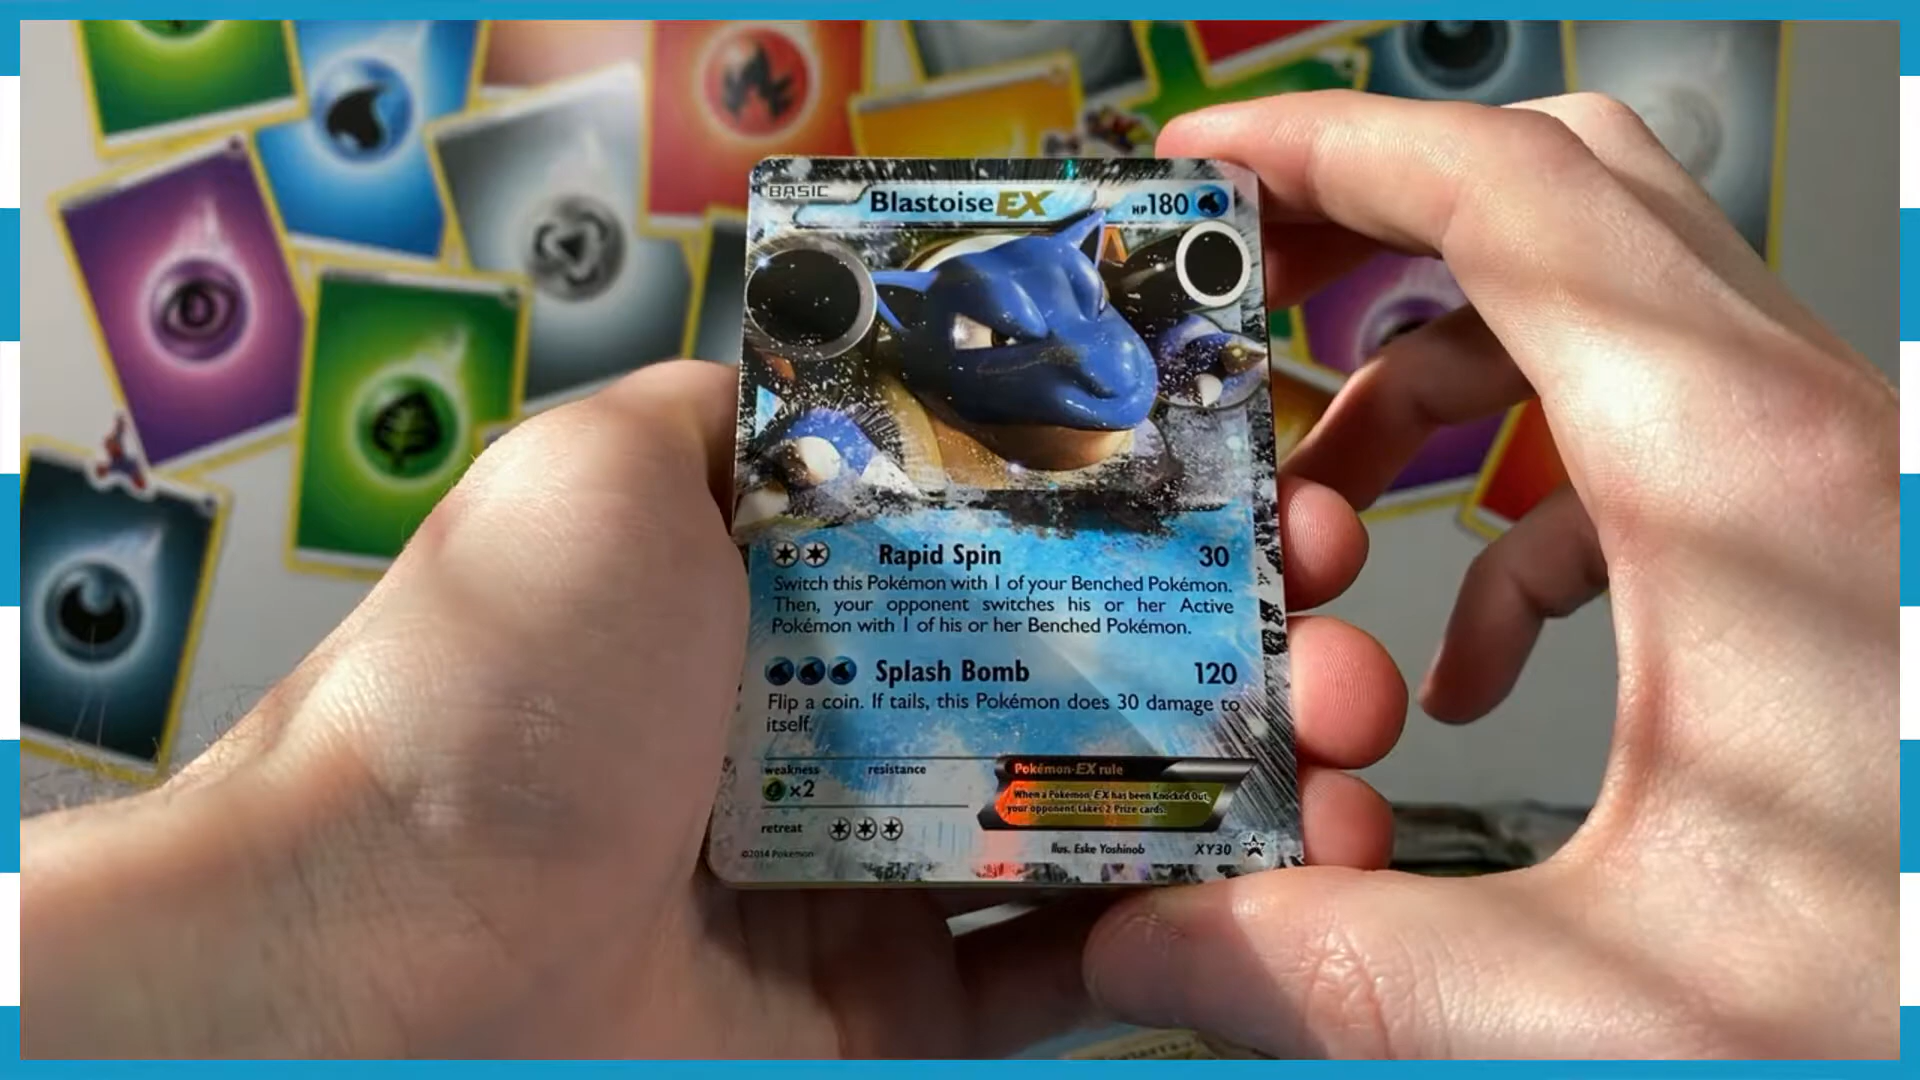 BASIC
Blastoise EX
HP 180
Rapid Spin 30
Switch this Pokémon with 1 of your Benched Pokémon.
Then, your opponent switches his or her Active
Pokémon with 1 of his or her Benched Pokémon.
Splash Bomb 120
Flip a coin. If tails, this Pokémon does 30 damage to
itself.
weakness resistance
×2
Pokémon-EX rule
When a Pokémon-EX has been Knocked Out,
your opponent takes 2 Prize cards.
retreat
©2014 Pokémon
Illus. Eske Yoshinob
XY30